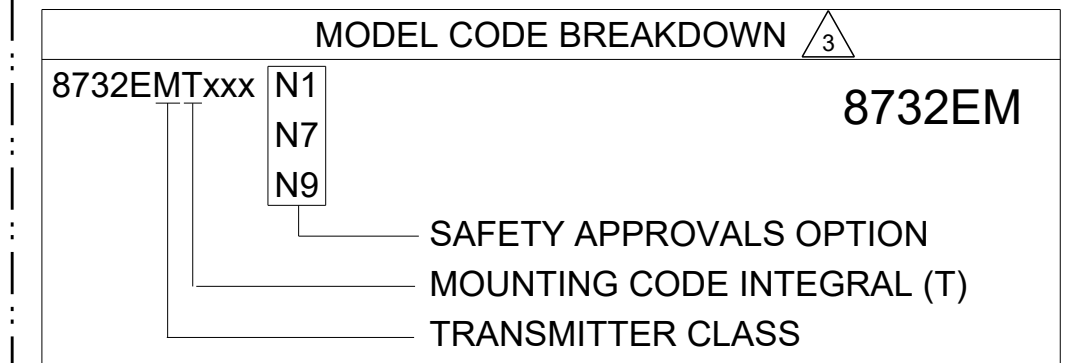 MODEL CODE BREAKDOWN 3
8732EMTxxx N1
8732EM
N7
N9
SAFETY APPROVALS OPTION
MOUNTING CODE INTEGRAL (T)
TRANSMITTER CLASS